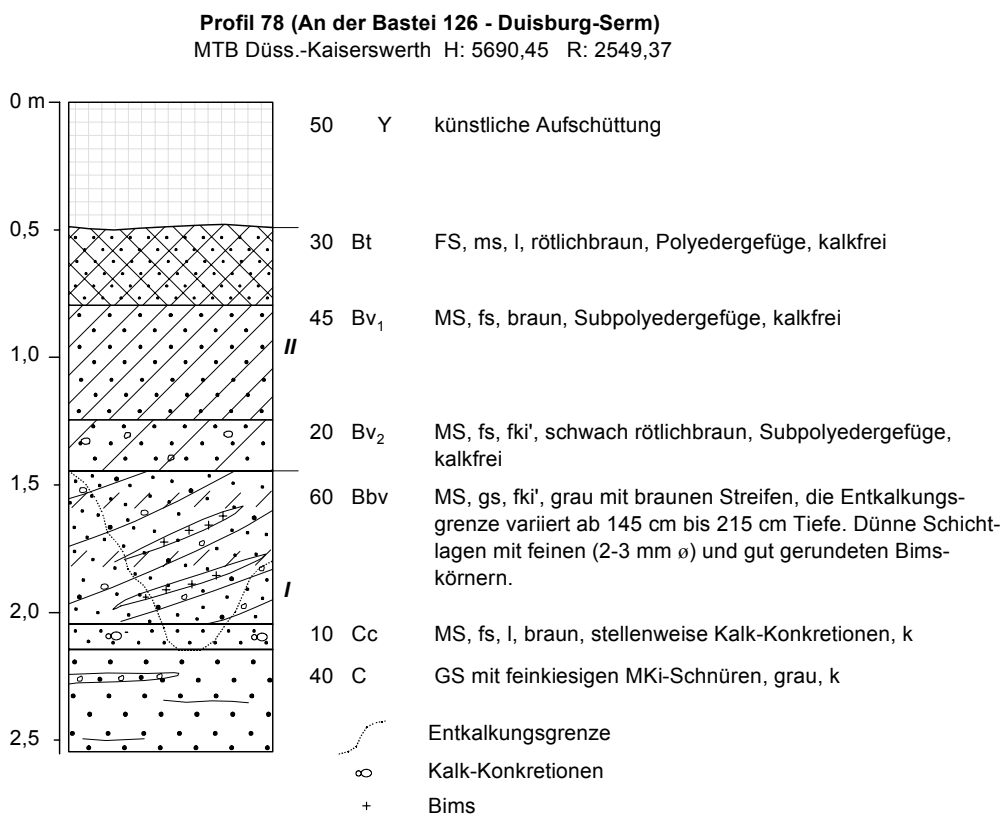 Profil 78 (An der Bastei 126 - Duisburg-Serm)
MTB Düss.-Kaiserswerth H: 5690,45 R: 2549,37
0 m
50 Y künstliche Aufschüttung
0,5
30 Bt FS, ms, l, rötlichbraun, Polyedergefüge, kalkfrei
45 Bv1 MS, fs, braun, Subpolyedergefüge, kalkfrei
II
1,0
20 Bv2 MS, fs, fki', schwach rötlichbraun, Subpolyedergefüge,
kalkfrei
1,5
60 Bbv MS, gs, fki', grau mit braunen Streifen, die Entkalkungs-
grenze variiert ab 145 cm bis 215 cm Tiefe. Dünne Schicht-
lagen mit feinen (2-3 mm ø) und gut gerundeten Bims-
körnern.
I
2,0
10 Cc MS, fs, l, braun, stellenweise Kalk-Konkretionen, k
40 C GS mit feinkiesigen MKi-Schnüren, grau, k
2,5
Entkalkungsgrenze
Kalk-Konkretionen
+ Bims